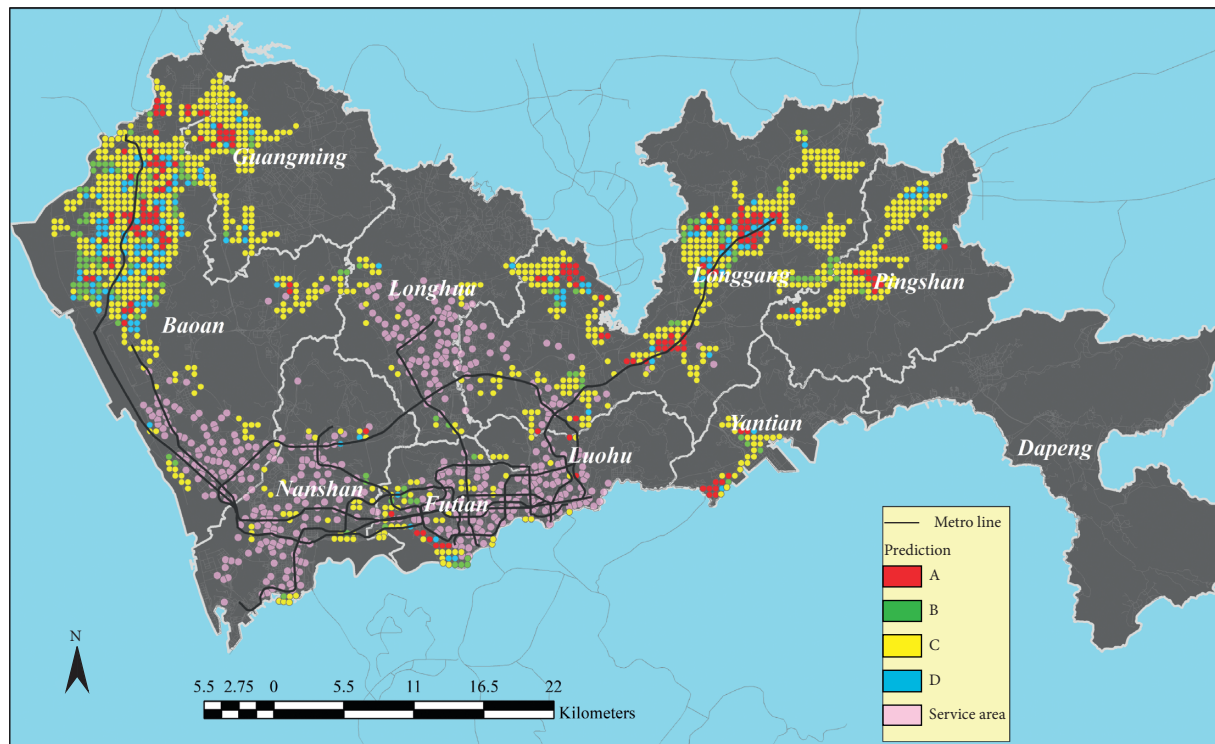 Guangming
Longhua
Longgang
Pingshan
Baoan
Yantian
Luohu
Dapeng
Nanshan
Futian
N
5.5 2.75 0 5.5 11 16.5 22
Kilometers
Metro line
Prediction
A
B
C
D
Service area